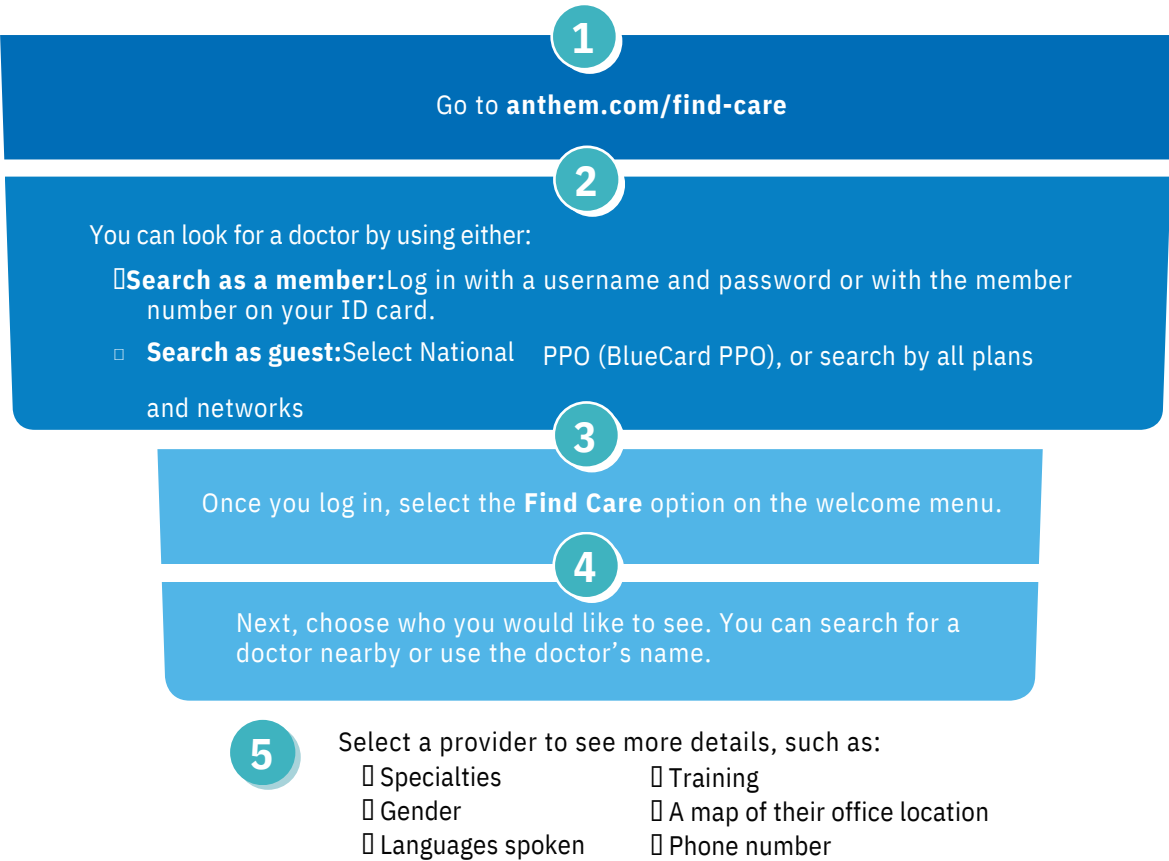 1
Go to anthem.com/find-care
2
You can look for a doctor by using either:
Search as a member:Log in with a username and password or with the member
number on your ID card.
Search as guest:Select National PPO (BlueCard PPO), or search by all plans
and networks
3
Once you log in, select the Find Care option on the welcome menu.
4
Next, choose who you would like to see. You can search for a
doctor nearby or use the doctor’s name.
5
Select a provider to see more details, such as:
Specialties
Gender
Languages spoken
Training
A map of their office location
Phone number